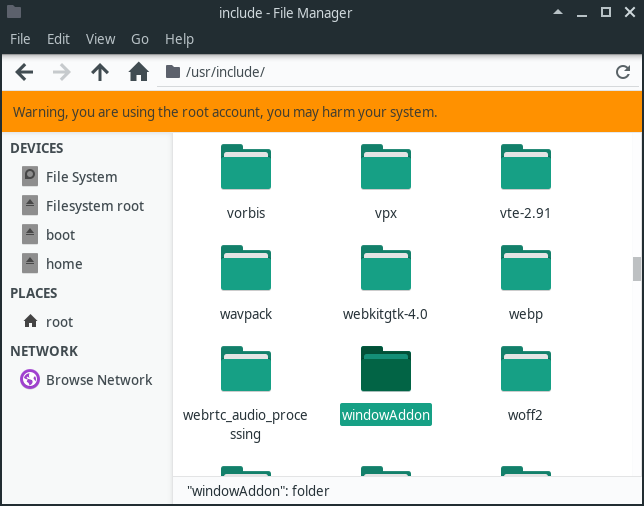 include - File Manager
File Edit View Go Help
/usr/include/
Warning, you are using the root account, you may harm your system.
DEVICES
File System
Filesystem root
boot
home
PLACES
root
NETWORK
Browse Network
vorbis vpx vte-2.91
wavpack webkitgtk-4.0 webp
webrtc_audio_proce windowAddon woff2
ssing
"windowAddon": folder